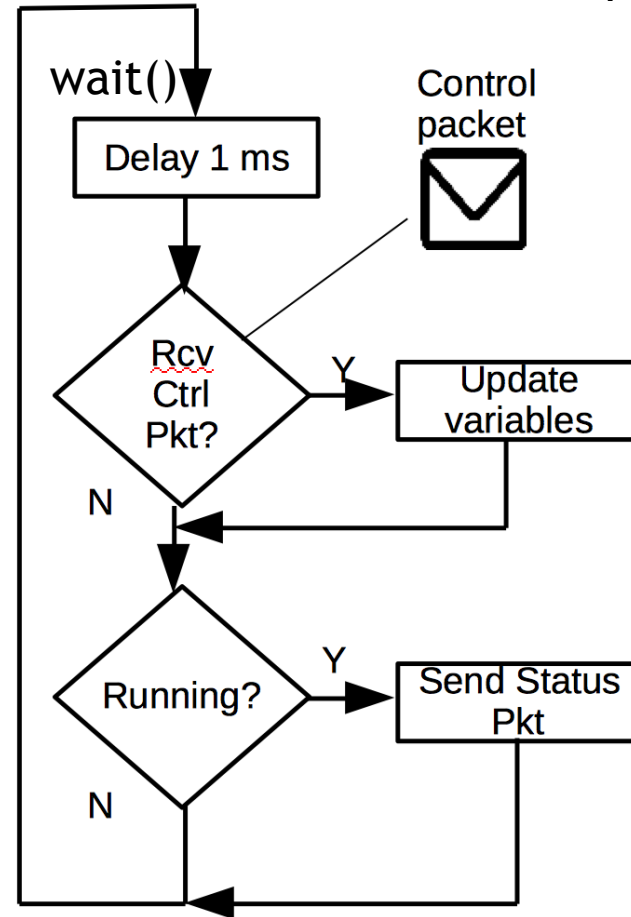 wait()
Delay 1 ms
Control
packet
Rcv
Ctrl
Pkt?
Y
Update
variables
N
Running?
Y
Send Status
Pkt
N